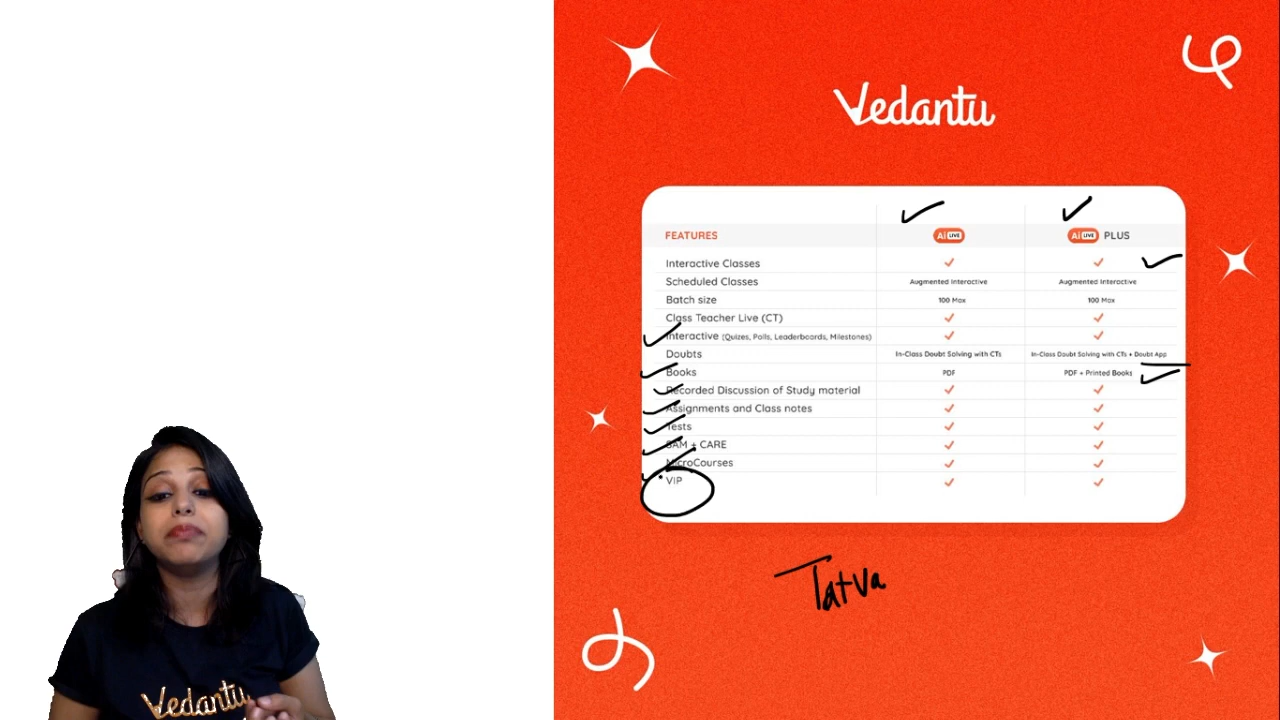 Vedantu
FEATURES Ai LIVE Ai LIVE PLUS
Interactive Classes
Scheduled Classes Augmented Interactive Augmented Interactive
Batch size 100 Max 100 Max
Class Teacher Live (CT)
Interactive (Quizes, Polls, Leaderboards, Milestones)
Doubts In-Class Doubt Solving with CTs In-Class Doubt Solving with CTs + Doubt App
Books PDF PDF + Printed Books
Recorded Discussion of Study material
Assignments and Class notes
Tests
SAM + CARE
MicroCourses
VIP
Tatva
Vedantu